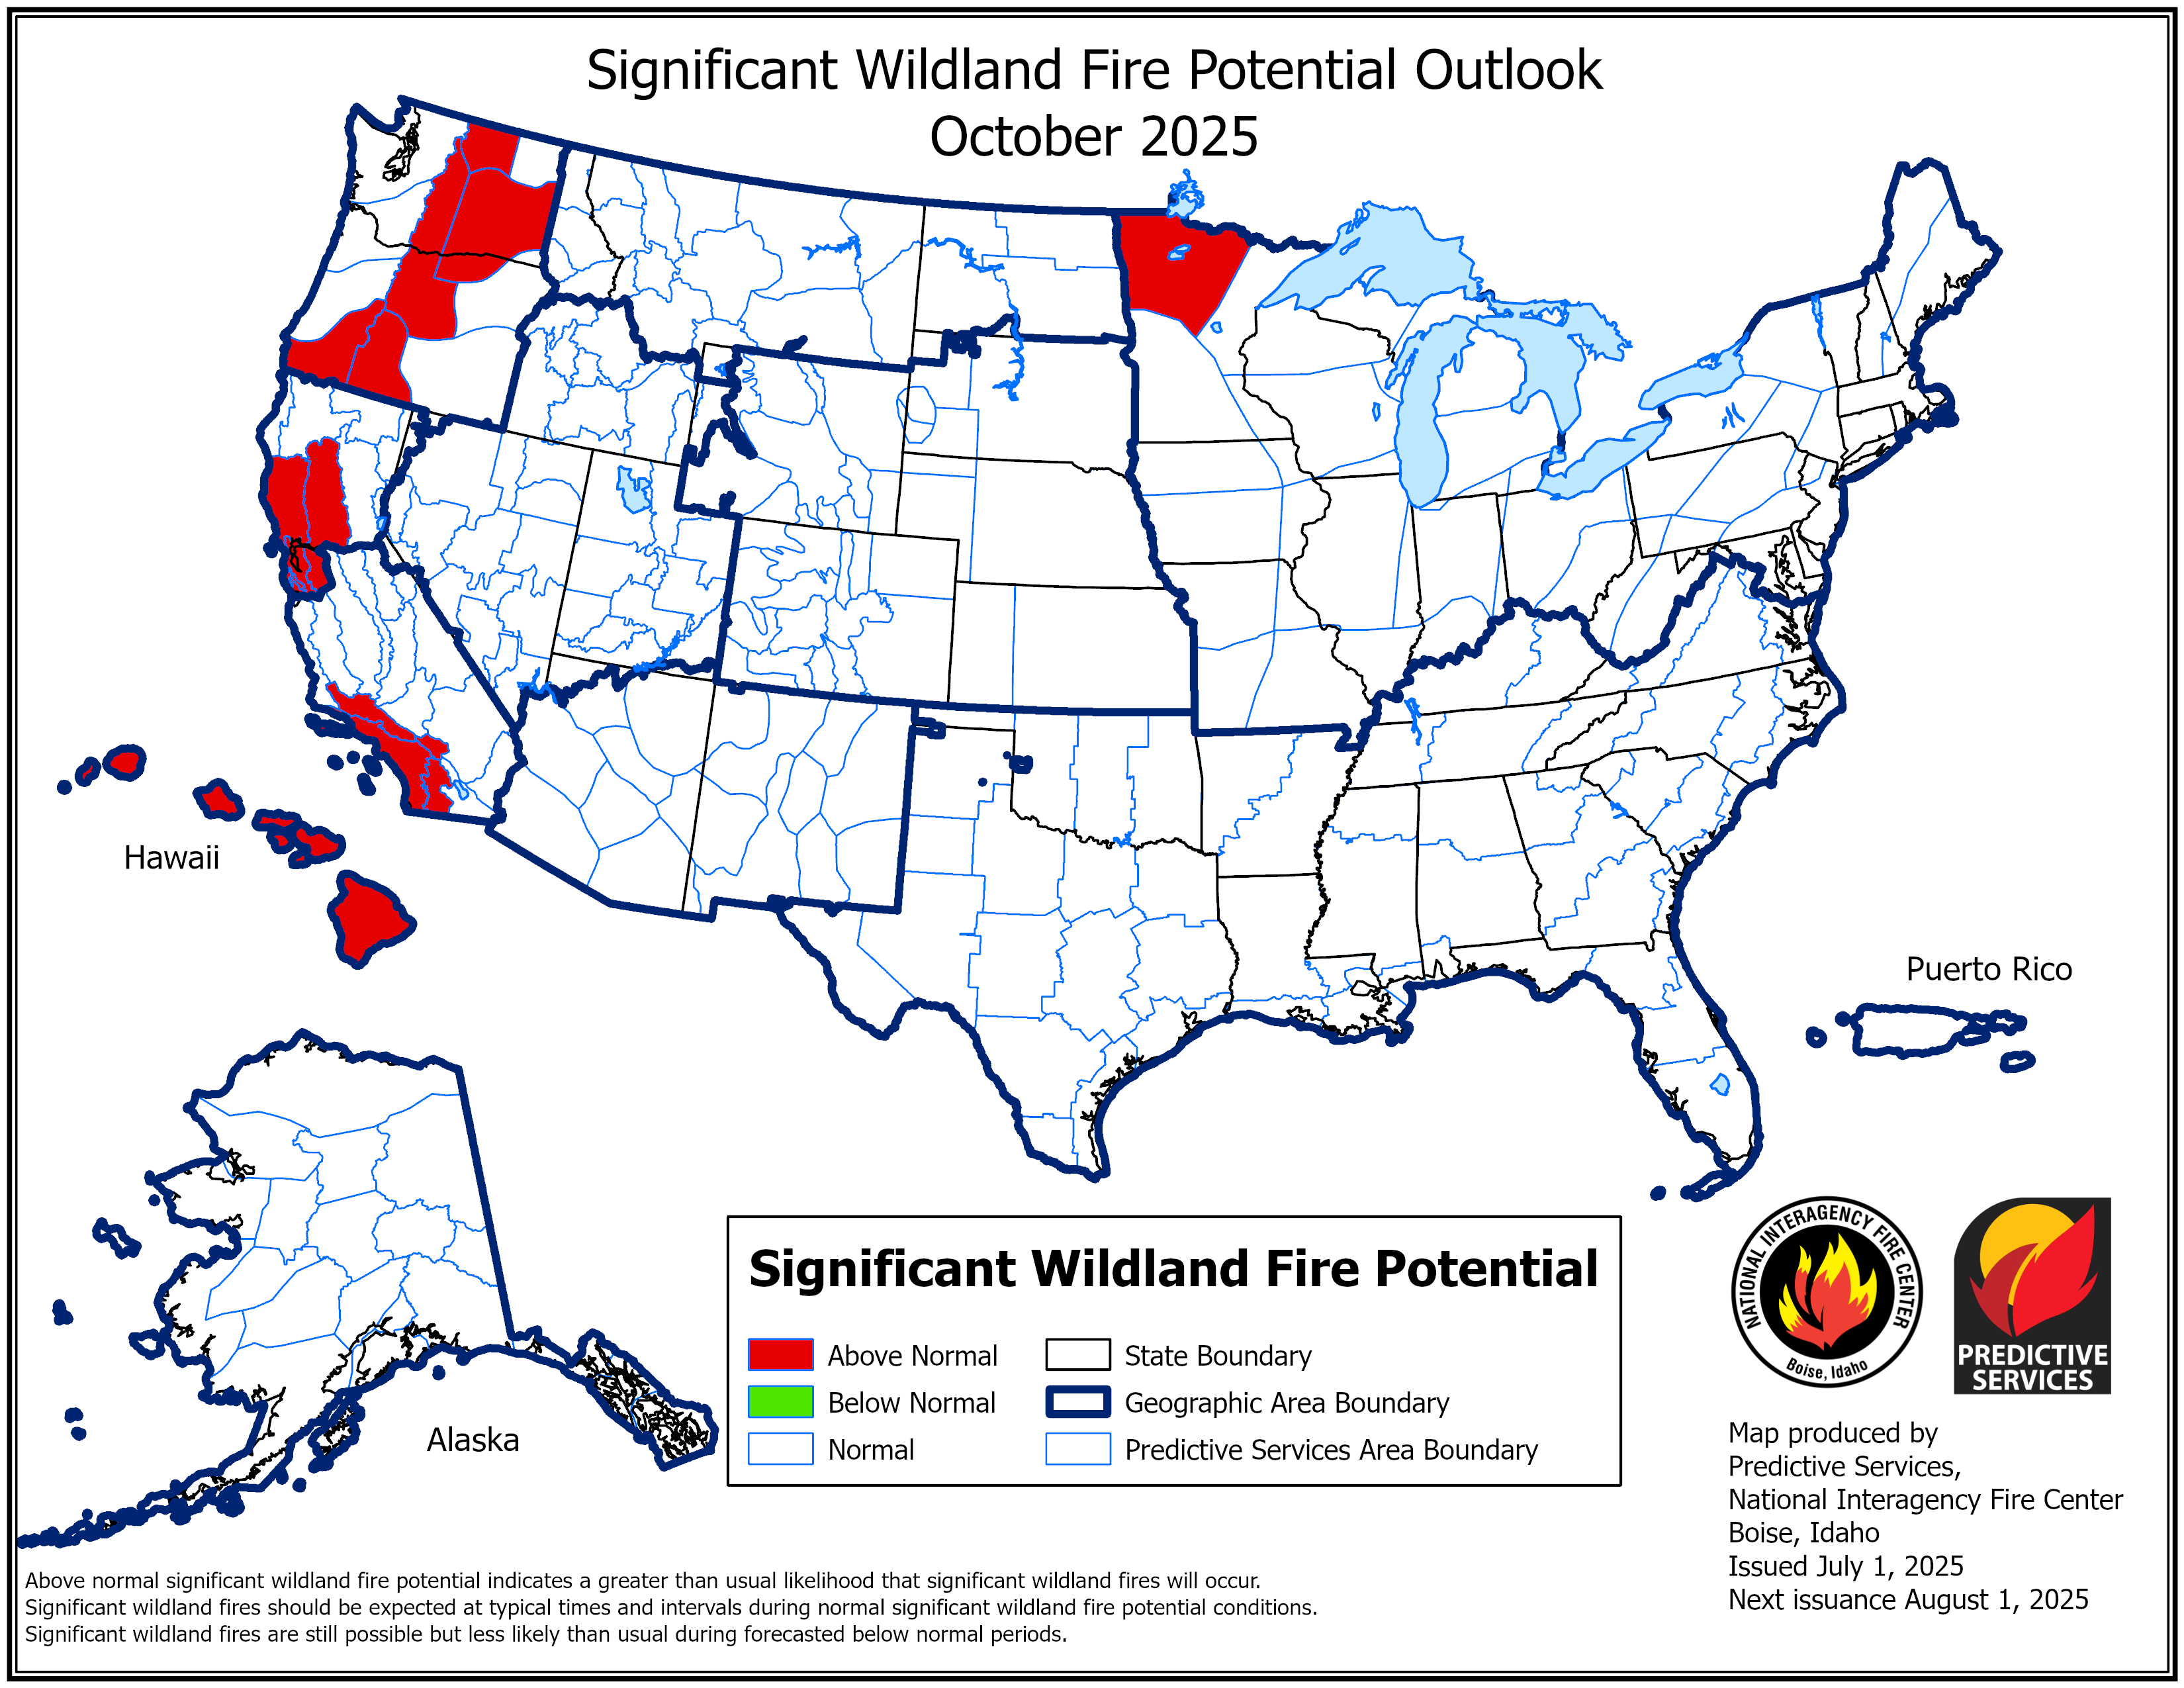 Significant Wildland Fire Potential Outlook
October 2025
Hawaii
Puerto Rico
Alaska
Significant Wildland Fire Potential
Above Normal
State Boundary
Below Normal
Geographic Area Boundary
Normal
Predictive Services Area Boundary
NATIONAL INTERAGENCY FIRE CENTER
Boise, Idaho
PREDICTIVE
SERVICES
Map produced by
Predictive Services,
National Interagency Fire Center
Boise, Idaho
Issued July 1, 2025
Next issuance August 1, 2025
Above normal significant wildland fire potential indicates a greater than usual likelihood that significant wildland fires will occur.
Significant wildland fires should be expected at typical times and intervals during normal significant wildland fire potential conditions.
Significant wildland fires are still possible but less likely than usual during forecasted below normal periods.